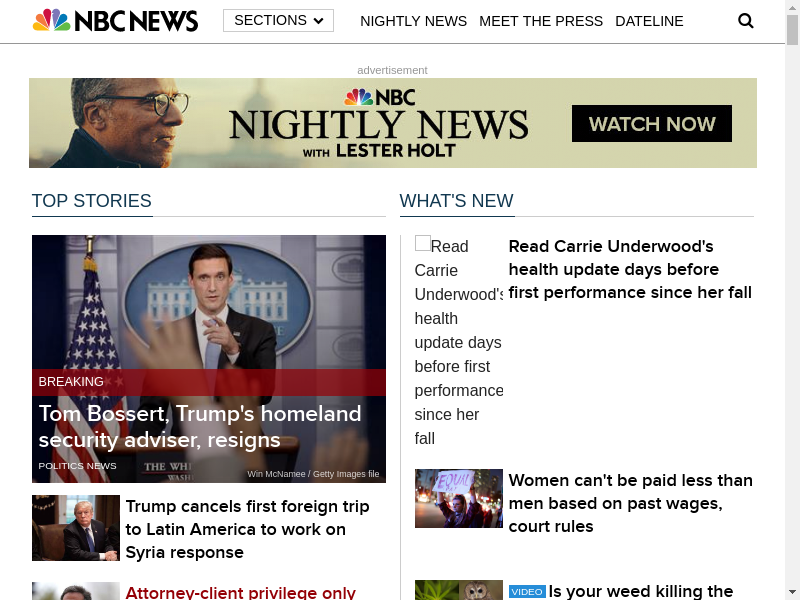 NBC NEWS
SECTIONS
NIGHTLY NEWS
MEET THE PRESS
DATELINE
advertisement
NBC
NIGHTLY NEWS
WITH LESTER HOLT
WATCH NOW
TOP STORIES
BREAKING
Tom Bossert, Trump's homeland
security adviser, resigns
POLITICS NEWS
THE WHI
WASH
Win McNamee / Getty Images file
Trump cancels first foreign trip
to Latin America to work on
Syria response
Attorney-client privilege only
WHAT'S NEW
Read
Carrie
Underwood's
health
update days
before first
performance
since her
fall
Read Carrie Underwood's
health update days before
first performance since her fall
EQUAL
Women can't be paid less than
men based on past wages,
court rules
VIDEO Is your weed killing the